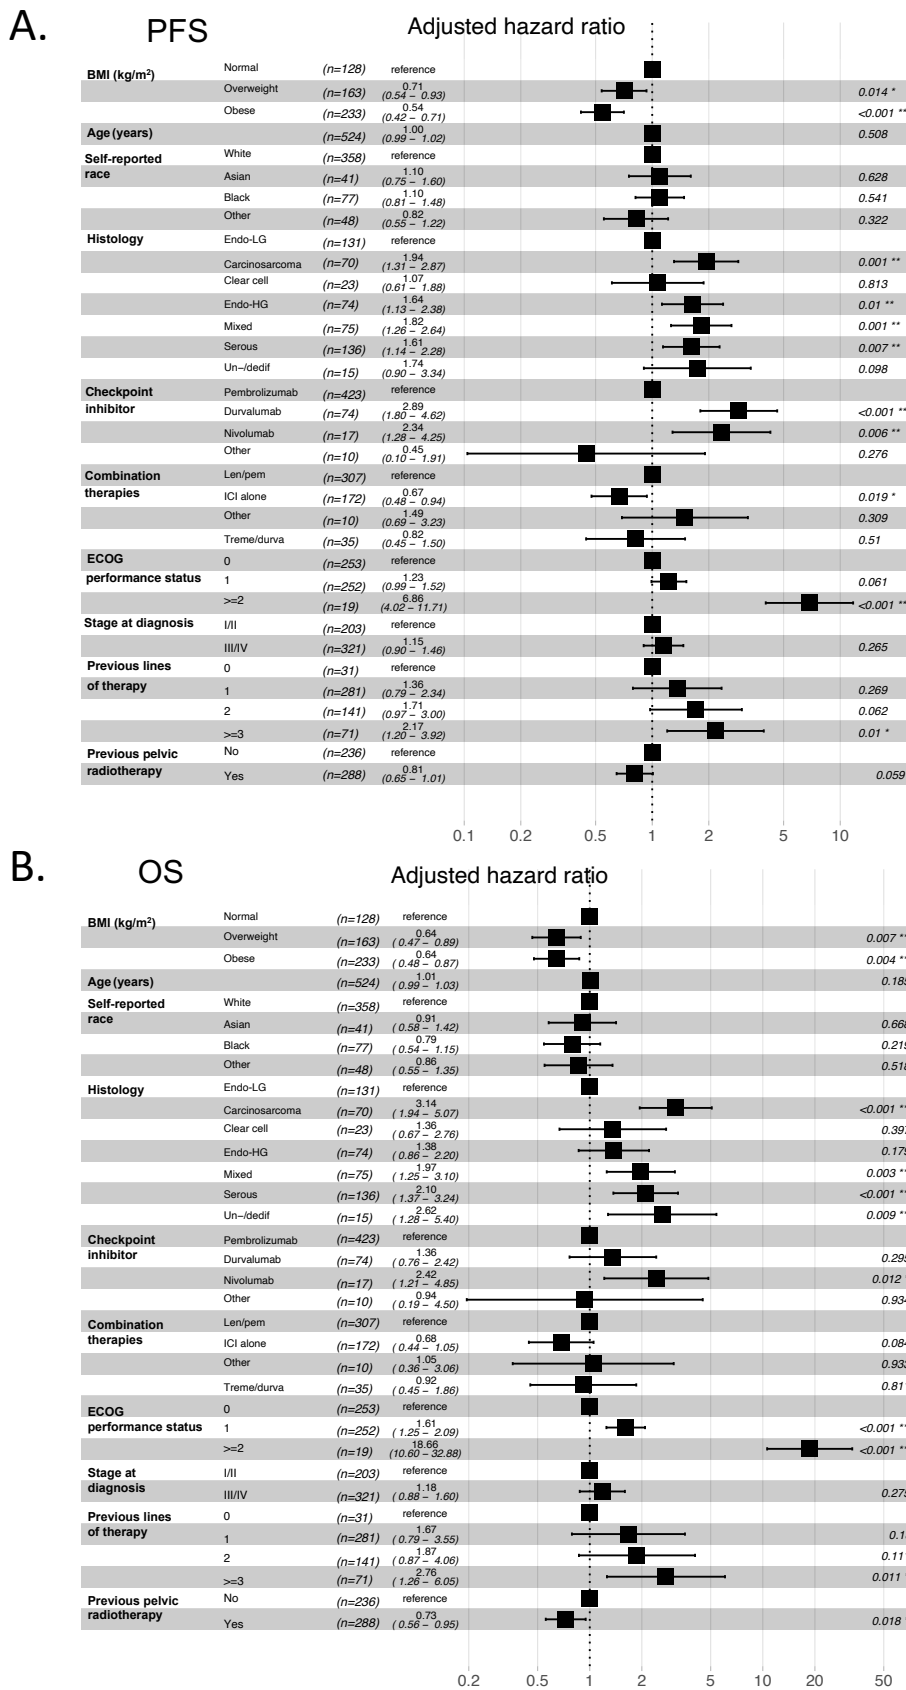 A. PFS Adjusted hazard ratio
BMI (kg/m²) Normal (n=128) reference
Overweight (n=163) 0.71 (0.54 – 0.93) 0.014 *
Obese (n=233) 0.54 (0.42 – 0.71) <0.001 **
Age (years) (n=524) 1.00 (0.99 – 1.02) 0.508
Self-reported race White (n=358) reference
Asian (n=41) 1.10 (0.75 – 1.60) 0.628
Black (n=77) 1.10 (0.81 – 1.48) 0.541
Other (n=48) 0.82 (0.55 – 1.22) 0.322
Histology Endo-LG (n=131) reference
Carcinosarcoma (n=70) 1.94 (1.31 – 2.87) 0.001 **
Clear cell (n=23) 1.07 (0.61 – 1.88) 0.813
Endo-HG (n=74) 1.64 (1.13 – 2.38) 0.01 **
Mixed (n=75) 1.82 (1.26 – 2.64) 0.001 **
Serous (n=136) 1.61 (1.14 – 2.28) 0.007 **
Un-/dedif (n=15) 1.74 (0.90 – 3.34) 0.098
Checkpoint inhibitor Pembrolizumab (n=423) reference
Durvalumab (n=74) 2.89 (1.80 – 4.62) <0.001 **
Nivolumab (n=17) 2.34 (1.28 – 4.25) 0.006 **
Other (n=10) 0.45 (0.10 – 1.91) 0.276
Combination therapies Len/pem (n=307) reference
ICI alone (n=172) 0.67 (0.48 – 0.94) 0.019 *
Other (n=10) 1.49 (0.69 – 3.23) 0.309
Treme/durva (n=35) 0.82 (0.45 – 1.50) 0.51
ECOG performance status 0 (n=253) reference
1 (n=252) 1.23 (0.99 – 1.52) 0.061
>=2 (n=19) 6.86 (4.02 – 11.71) <0.001 **
Stage at diagnosis I/II (n=203) reference
III/IV (n=321) 1.15 (0.90 – 1.46) 0.265
Previous lines of therapy 0 (n=31) reference
1 (n=281) 1.36 (0.79 – 2.34) 0.269
2 (n=141) 1.71 (0.97 – 3.00) 0.062
>=3 (n=71) 2.17 (1.20 – 3.92) 0.01 *
Previous pelvic radiotherapy No (n=236) reference
Yes (n=288) 0.81 (0.65 – 1.01) 0.059
0.1 0.2 0.5 1 2 5 10
B. OS Adjusted hazard ratio
BMI (kg/m²) Normal (n=128) reference
Overweight (n=163) 0.64 (0.47 – 0.89) 0.007 **
Obese (n=233) 0.64 (0.48 – 0.87) 0.004 **
Age (years) (n=524) 1.01 (0.99 – 1.03) 0.185
Self-reported race White (n=358) reference
Asian (n=41) 0.91 (0.58 – 1.42) 0.668
Black (n=77) 0.79 (0.54 – 1.15) 0.219
Other (n=48) 0.86 (0.55 – 1.35) 0.518
Histology Endo-LG (n=131) reference
Carcinosarcoma (n=70) 3.14 (1.94 – 5.07) <0.001 **
Clear cell (n=23) 1.36 (0.67 – 2.76) 0.397
Endo-HG (n=74) 1.38 (0.86 – 2.20) 0.179
Mixed (n=75) 1.97 (1.25 – 3.10) 0.003 **
Serous (n=136) 2.10 (1.37 – 3.24) <0.001 **
Un-/dedif (n=15) 2.62 (1.28 – 5.40) 0.009 **
Checkpoint inhibitor Pembrolizumab (n=423) reference
Durvalumab (n=74) 1.36 (0.76 – 2.42) 0.295
Nivolumab (n=17) 2.42 (1.21 – 4.85) 0.012
Other (n=10) 0.94 (0.19 – 4.50) 0.934
Combination therapies Len/pem (n=307) reference
ICI alone (n=172) 0.68 (0.44 – 1.05) 0.084
Other (n=10) 1.05 (0.36 – 3.06) 0.933
Treme/durva (n=35) 0.92 (0.45 – 1.86) 0.81
ECOG performance status 0 (n=253) reference
1 (n=252) 1.61 (1.25 – 2.09) <0.001 **
>=2 (n=19) 18.66 (10.60 – 32.88) <0.001 **
Stage at diagnosis I/II (n=203) reference
III/IV (n=321) 1.18 (0.88 – 1.60) 0.275
Previous lines of therapy 0 (n=31) reference
1 (n=281) 1.67 (0.79 – 3.55) 0.1
2 (n=141) 1.87 (0.87 – 4.06) 0.11
>=3 (n=71) 2.76 (1.26 – 6.05) 0.011
Previous pelvic radiotherapy No (n=236) reference
Yes (n=288) 0.73 (0.56 – 0.95) 0.018
0.2 0.5 1 2 5 10 20 50